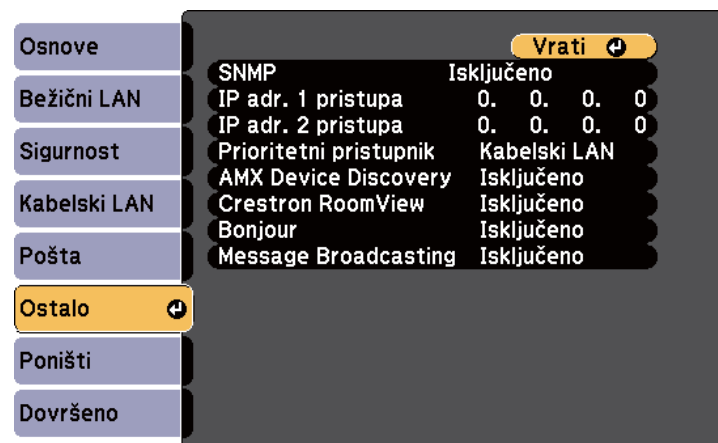 Osnove
Bežični LAN
Sigurnost
Kabelski LAN
Pošta
Ostalo
Poništi
Dovršeno
Vrati
SNMP Isključeno
IP adr. 1 pristupa 0. 0. 0. 0
IP adr. 2 pristupa 0. 0. 0. 0
Prioritetni pristupnik Kabelski LAN
AMX Device Discovery Isključeno
Crestron RoomView Isključeno
Bonjour Isključeno
Message Broadcasting Isključeno